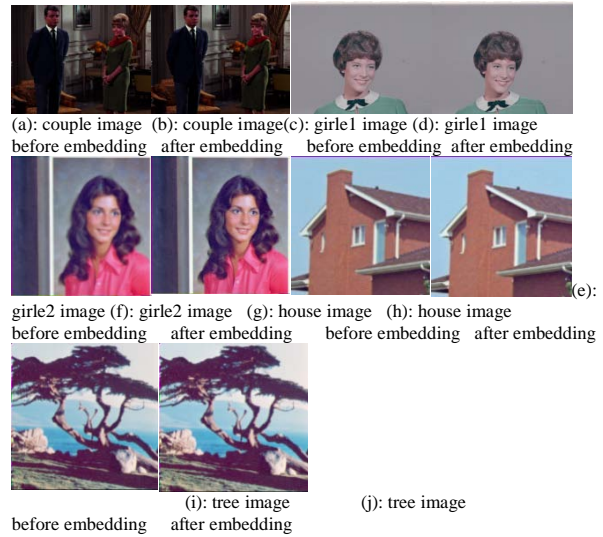 (a): couple image (b): couple image(c): girle1 image (d): girle1 image
before embedding after embedding before embedding after embedding
(e):
girle2 image (f): girle2 image (g): house image (h): house image
before embedding after embedding before embedding after embedding
(i): tree image (j): tree image
before embedding after embedding